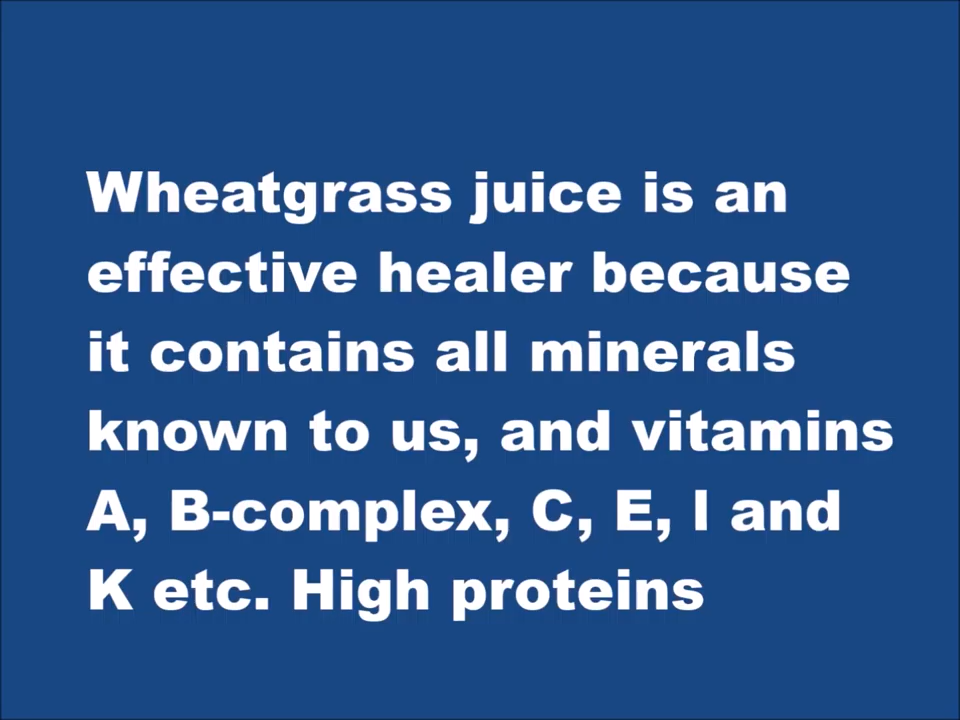 Wheatgrass juice is an
effective healer because
it contains all minerals
known to us, and vitamins
A, B-complex, C, E, l and
K etc. High proteins